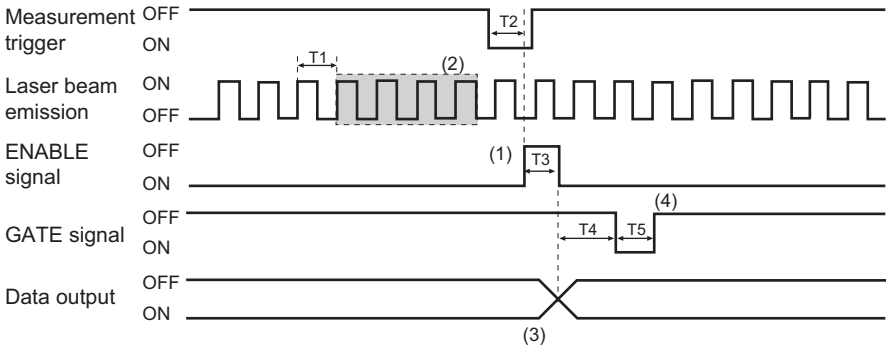 Measurement trigger OFF T2
ON
T1 (2)
Laser beam emission ON
OFF
ENABLE signal OFF (1) T3
ON
GATE signal OFF (4)
T4 T5
ON
Data output OFF
ON
(3)